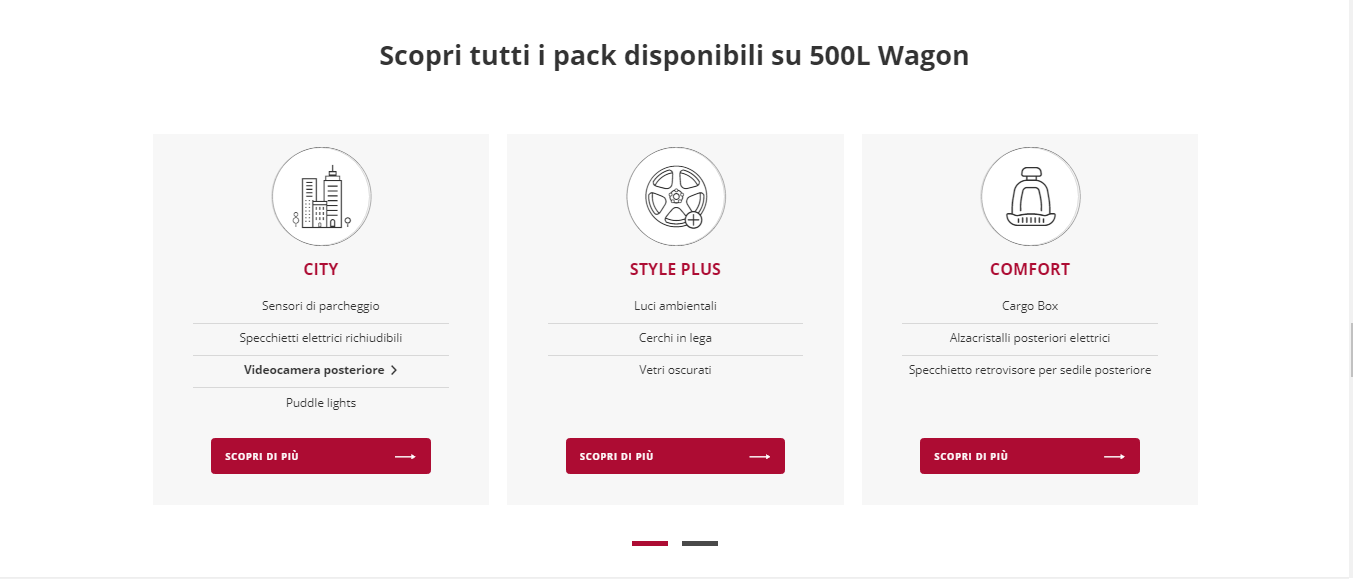 Scopri tutti i pack disponibili su 500L Wagon
CITY
Sensori di parcheggio
Specchietti elettrici richiudibili
Videocamera posteriore
Puddle lights
SCOPRI DI PIÙ
STYLE PLUS
Luci ambientali
Cerchi in lega
Vetri oscurati
SCOPRI DI PIÙ
COMFORT
Cargo Box
Alzacristalli posteriori elettrici
Specchietto retrovisore per sedile posteriore
SCOPRI DI PIÙ